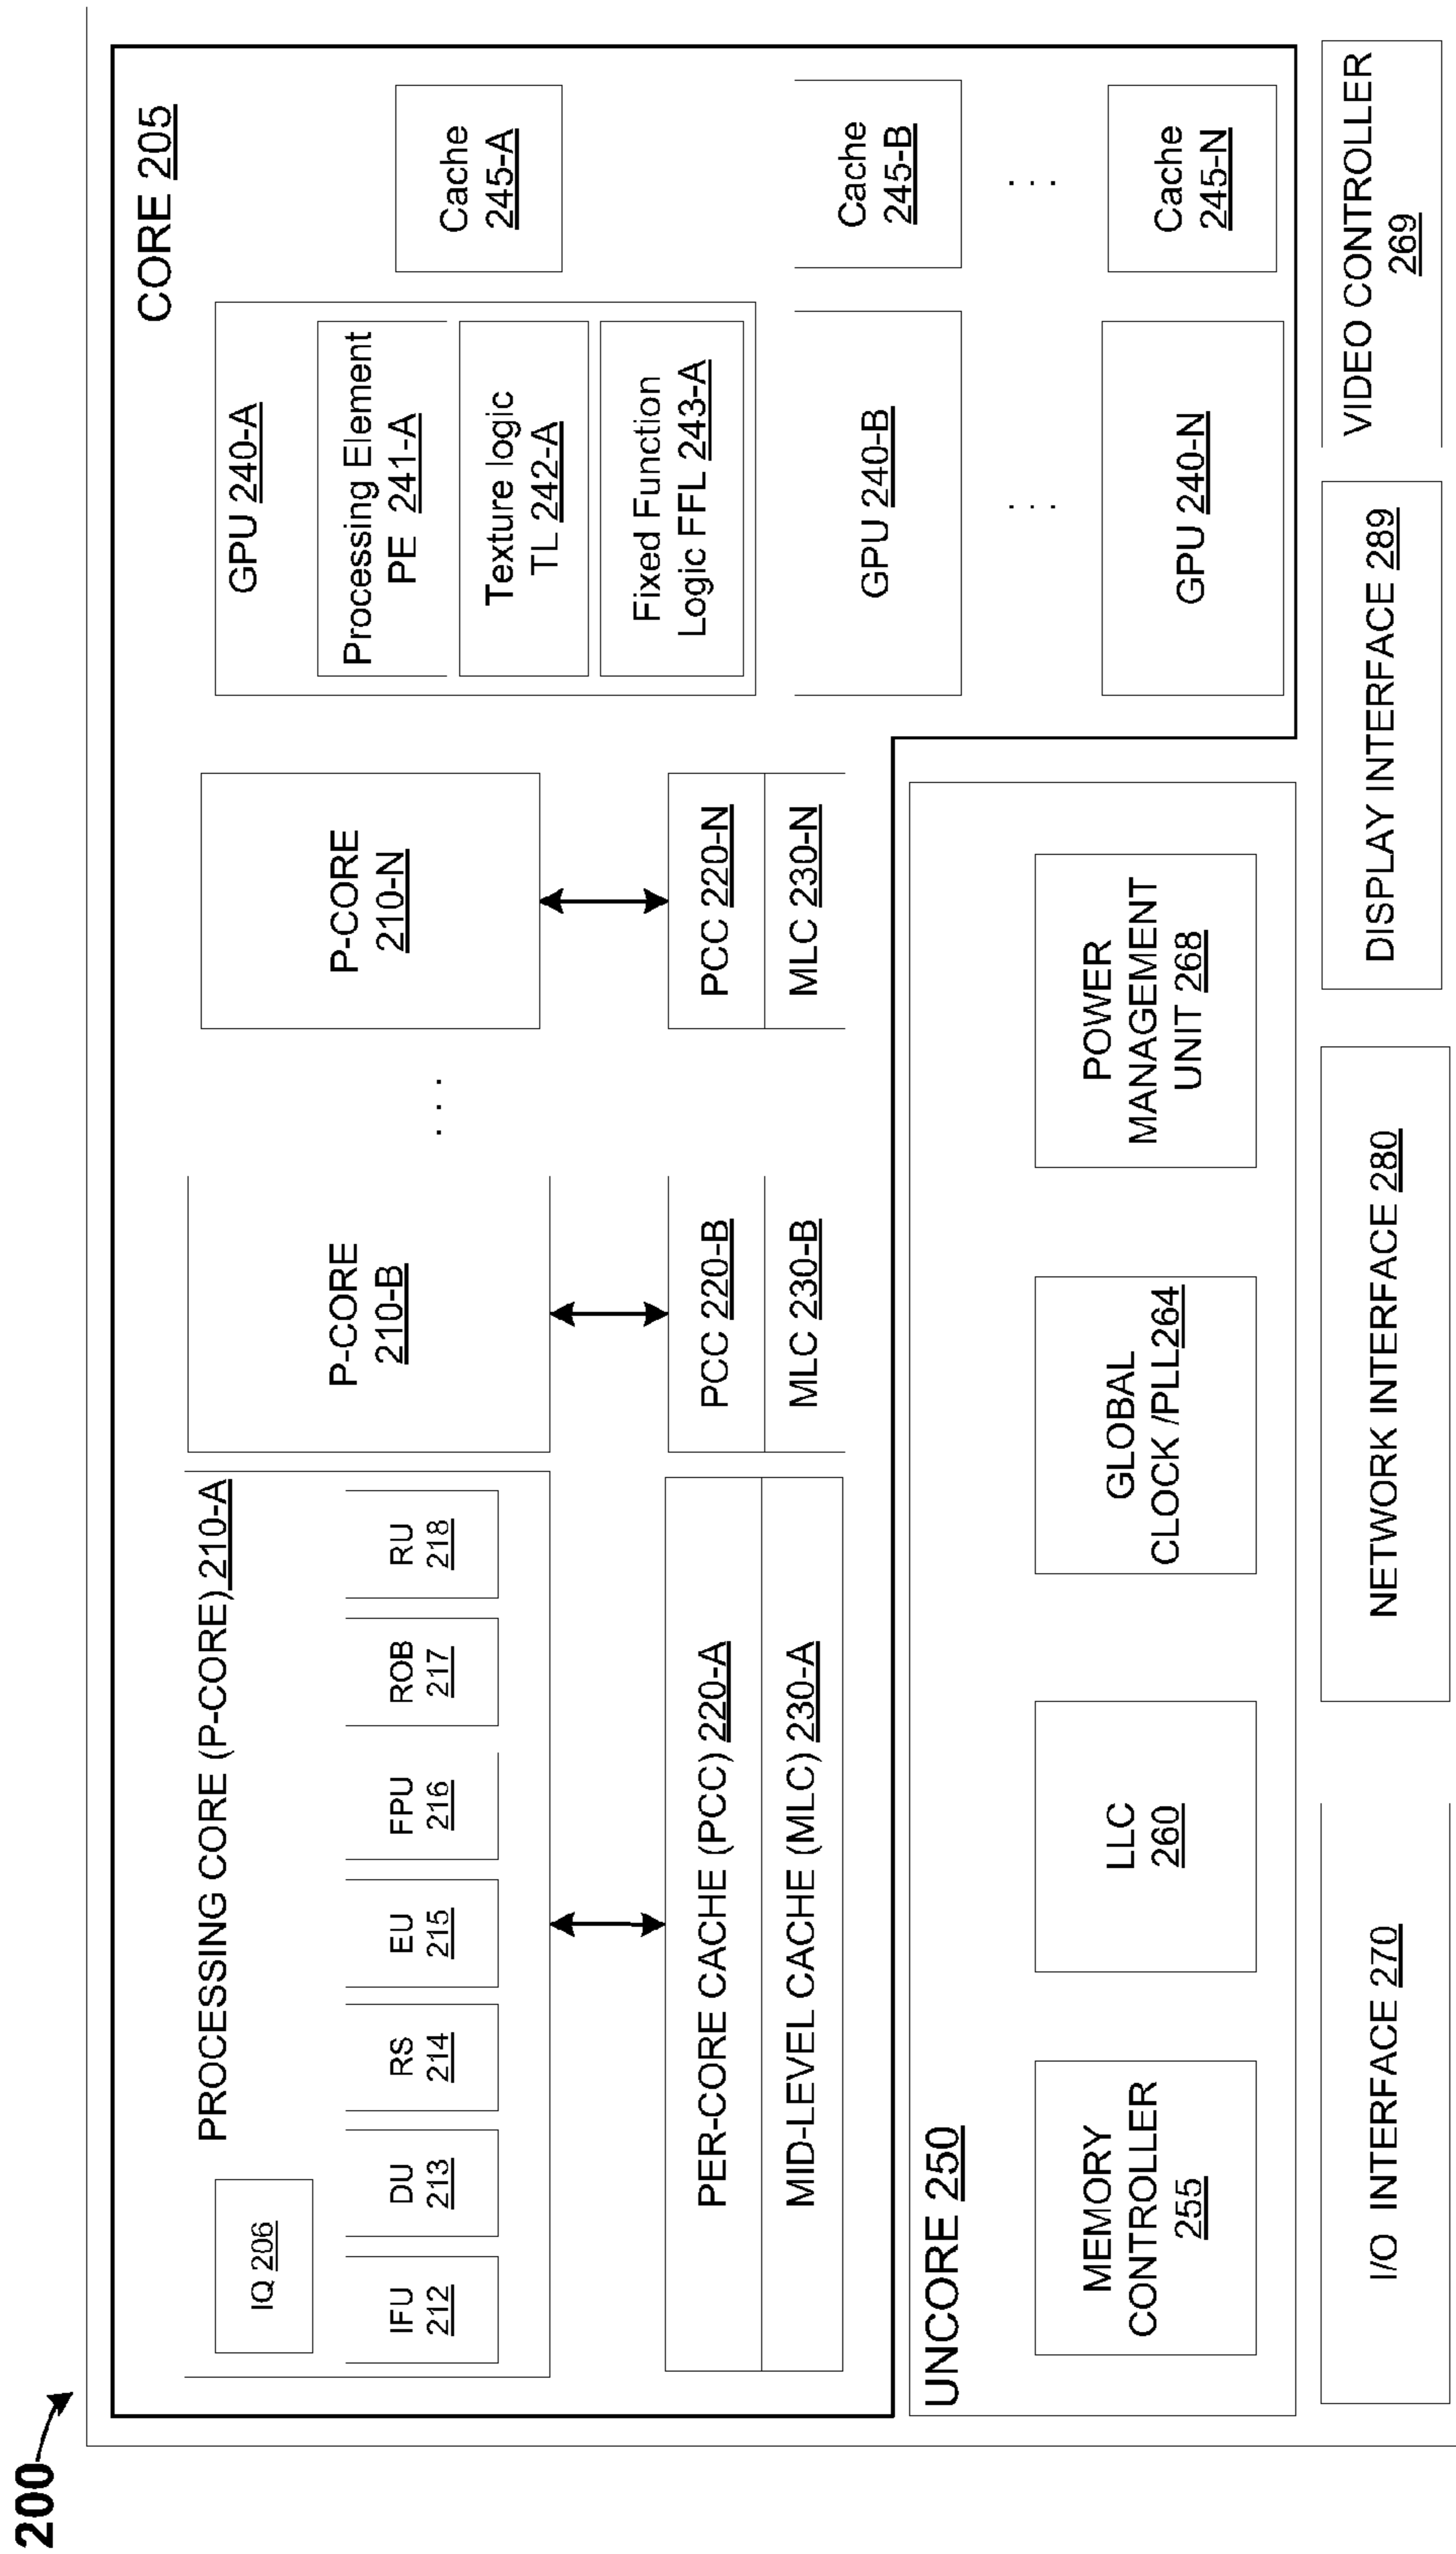 200
CORE 205
PROCESSING CORE (P-CORE) 210-A
IQ 206
IFU
212
DU
213
RS
214
EU
215
FPU
216
ROB
217
RU
218
PER-CORE CACHE (PCC) 220-A
MID-LEVEL CACHE (MLC) 230-A
P-CORE
210-B
PCC 220-B
MLC 230-B
. . .
P-CORE
210-N
PCC 220-N
MLC 230-N
GPU 240-A
Processing Element
PE 241-A
Texture logic
TL 242-A
Fixed Function
Logic FFL 243-A
Cache
245-A
GPU 240-B
Cache
245-B
. . .
. . .
GPU 240-N
Cache
245-N
UNCORE 250
MEMORY
CONTROLLER
255
LLC
260
GLOBAL
CLOCK /PLL264
POWER
MANAGEMENT
UNIT 268
I/O INTERFACE 270
NETWORK INTERFACE 280
DISPLAY INTERFACE 289
VIDEO CONTROLLER
269